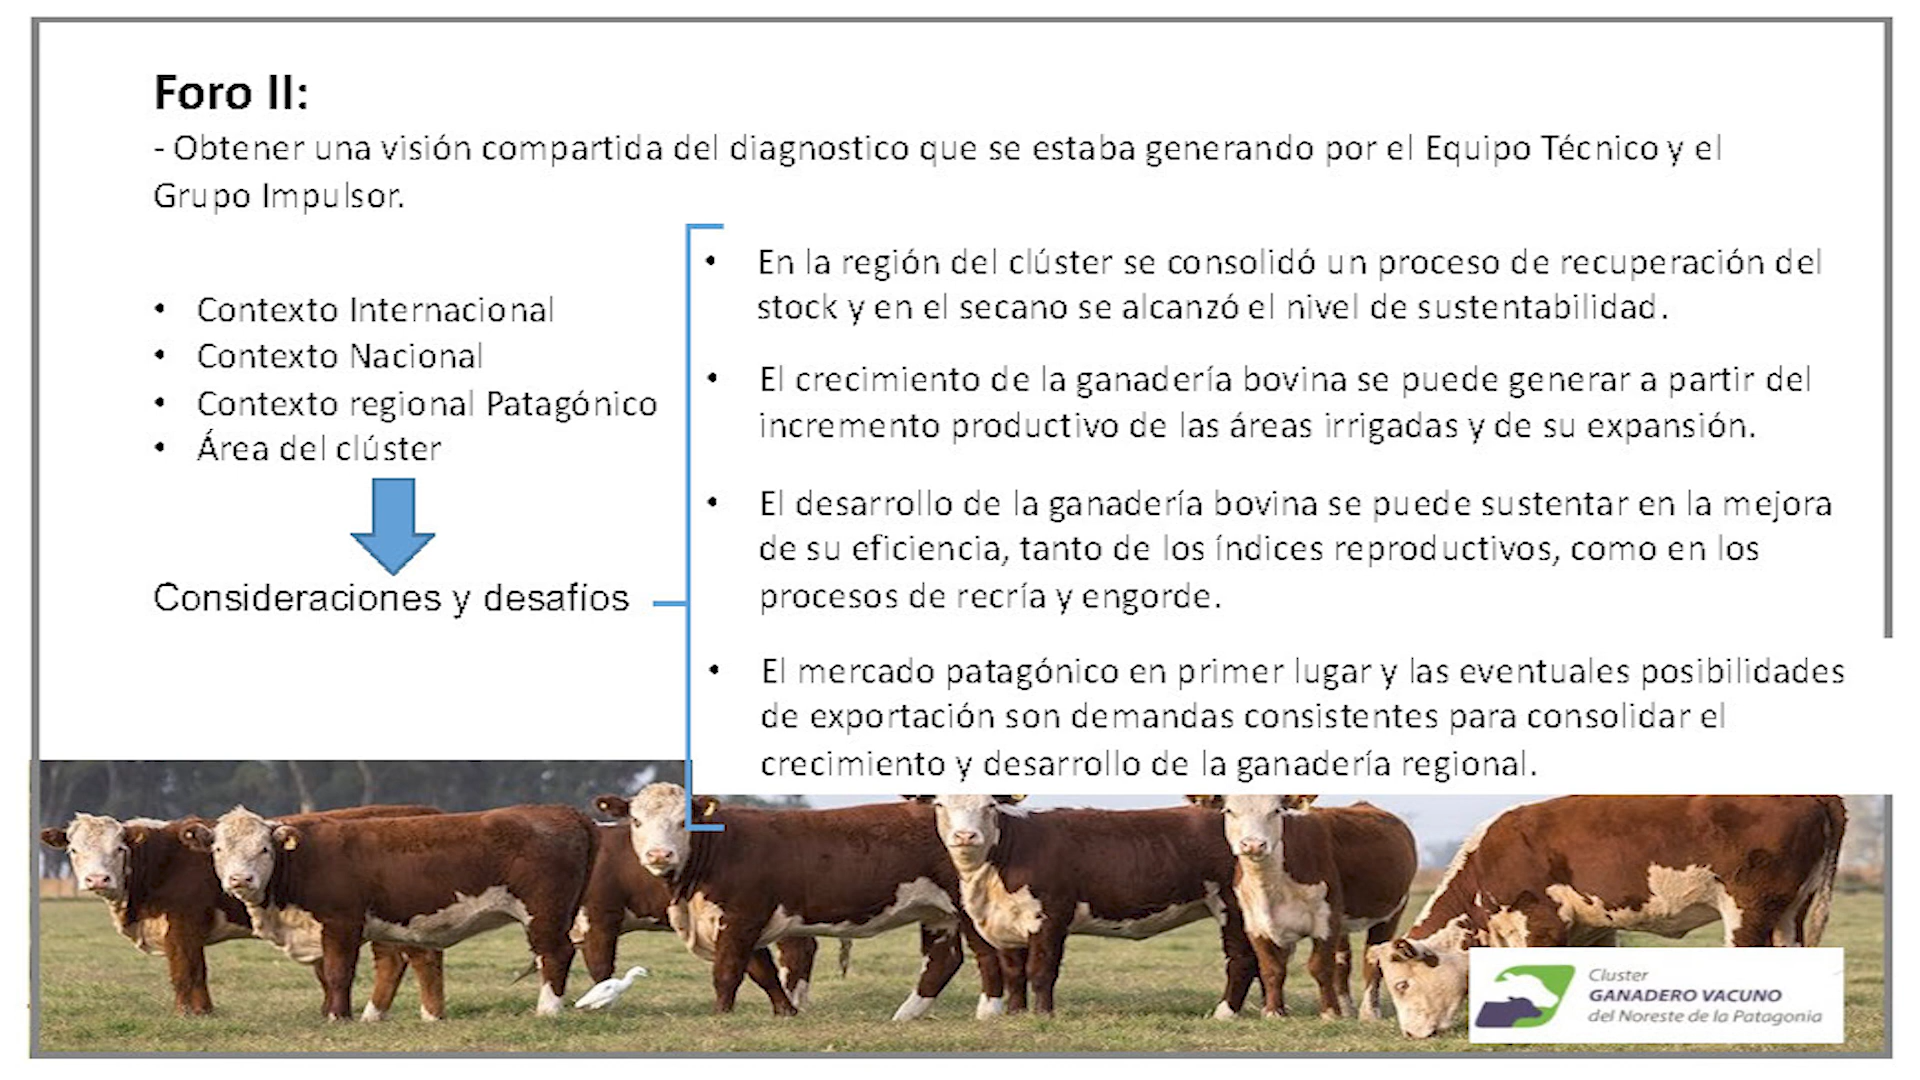 Foro II:
- Obtener una visión compartida del diagnostico que se estaba generando por el Equipo Técnico y el
Grupo Impulsor.
• Contexto Internacional
• Contexto Nacional
• Contexto regional Patagónico
• Área del clúster
Consideraciones y desafíos
• En la región del clúster se consolidó un proceso de recuperación del
stock y en el secano se alcanzó el nivel de sustentabilidad.
• El crecimiento de la ganadería bovina se puede generar a partir del
incremento productivo de las áreas irrigadas y de su expansión.
• El desarrollo de la ganadería bovina se puede sustentar en la mejora
de su eficiencia, tanto de los índices reproductivos, como en los
procesos de recría y engorde.
• El mercado patagónico en primer lugar y las eventuales posibilidades
de exportación son demandas consistentes para consolidar el
crecimiento y desarrollo de la ganadería regional.
Cluster
GANADERO VACUNO
del Noreste de la Patagonia